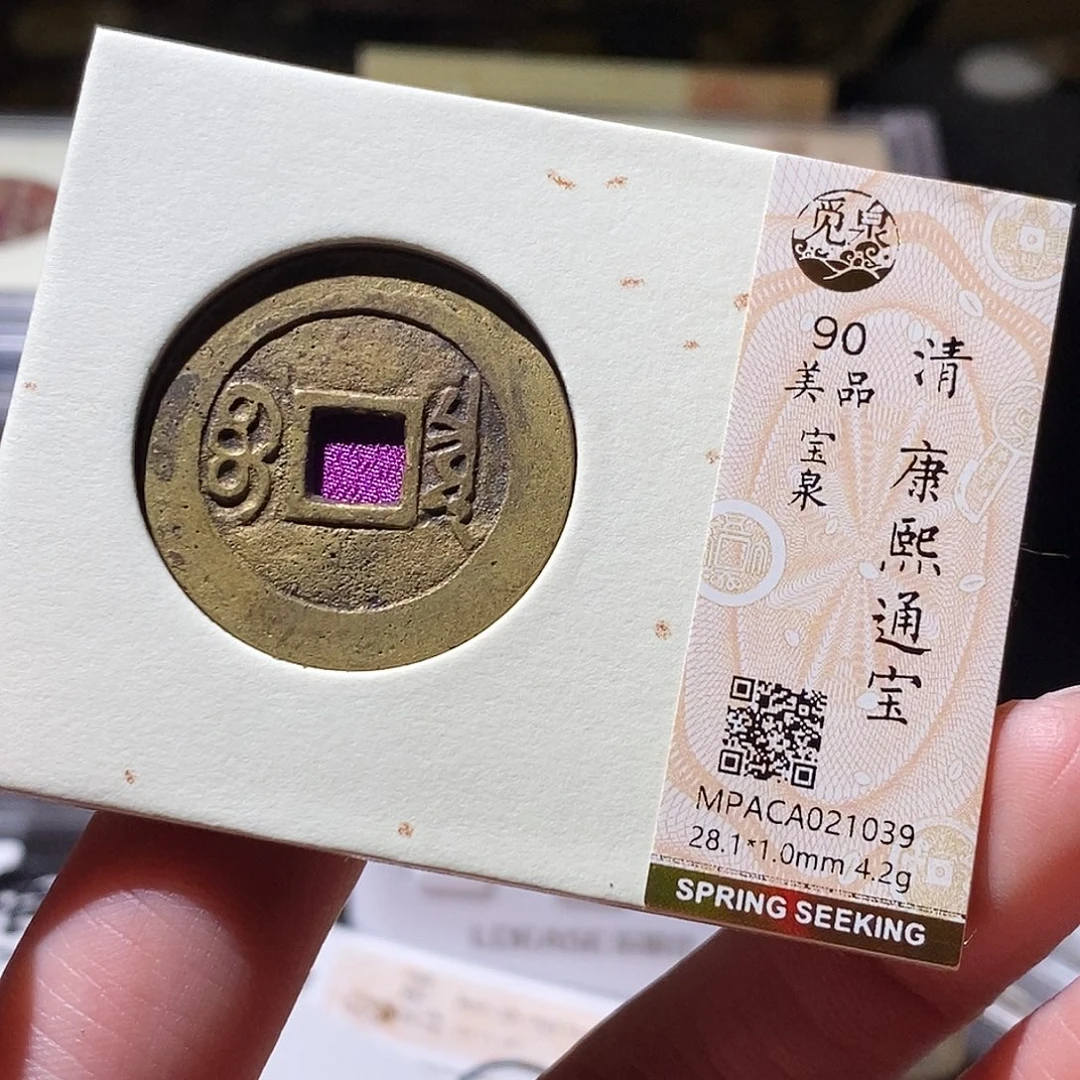 觅泉
90
美品
宝泉
清 康熙通宝
MPACA021039
28.1*1.0mm 4.2g
SPRING SEEKING